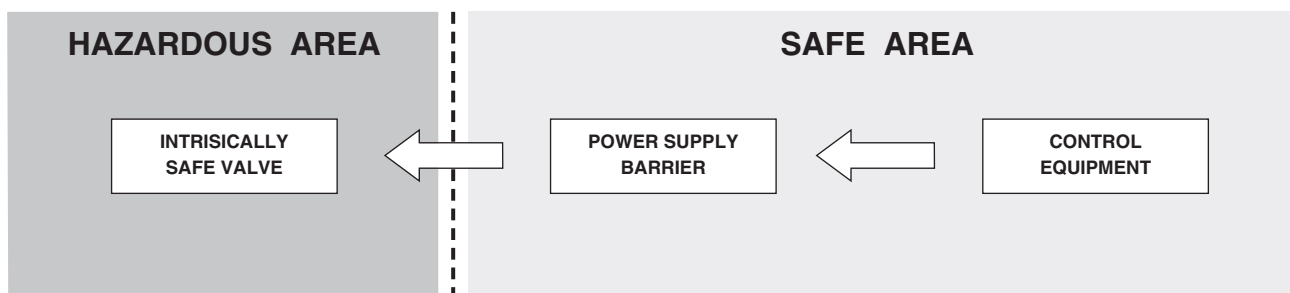 HAZARDOUS AREA
SAFE AREA
INTRISICALLY
SAFE VALVE
POWER SUPPLY
BARRIER
CONTROL
EQUIPMENT